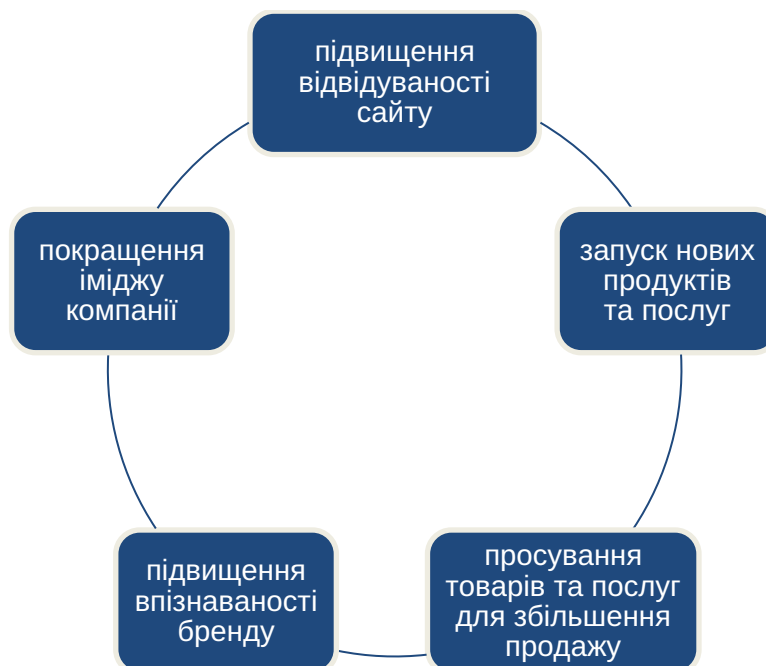 підвищення
відвідуваності
сайту
запуск нових
продуктів
та послуг
просування
товарів та послуг
для збільшення
продажу
підвищення
впізнаваності
бренду
покращення
іміджу
компанії